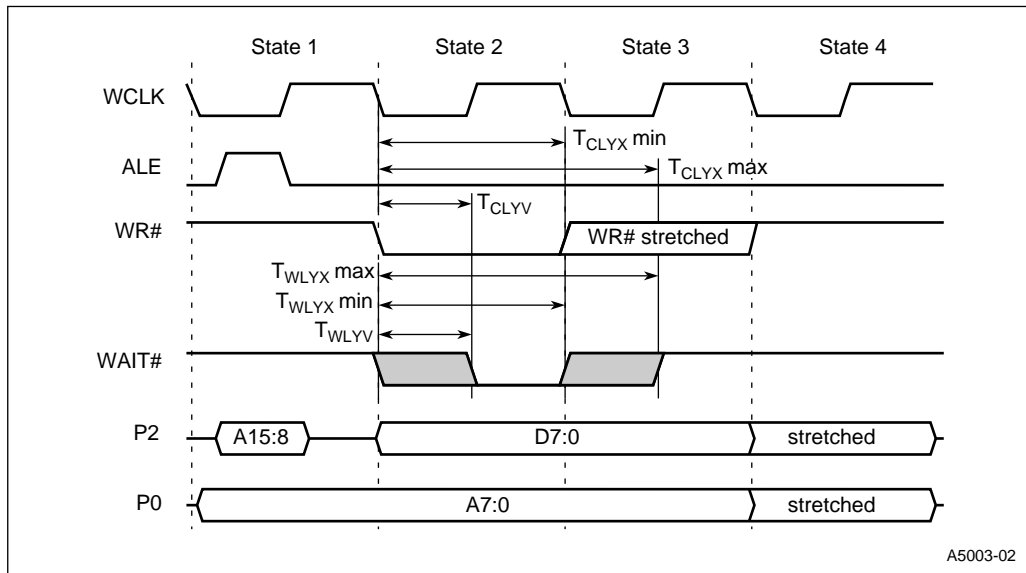 State 1 State 2 State 3 State 4
WCLK
T_CLYX min
ALE
T_CLYX max
T_CLYV
WR#
WR# stretched
T_WLYX max
T_WLYX min
T_WLYV
WAIT#
P2 A15:8 D7:0 stretched
P0 A7:0 stretched
A5003-02